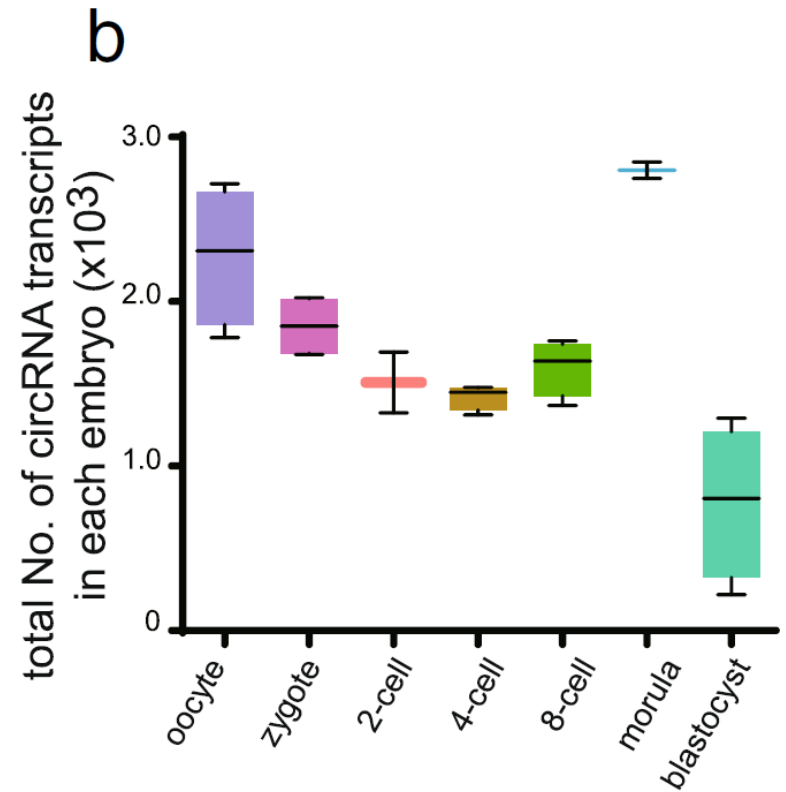 b
total No. of circRNA transcripts
in each embryo (x103)
3.0
2.0
1.0
0
oocyte
zygote
2-cell
4-cell
8-cell
morula
blastocyst